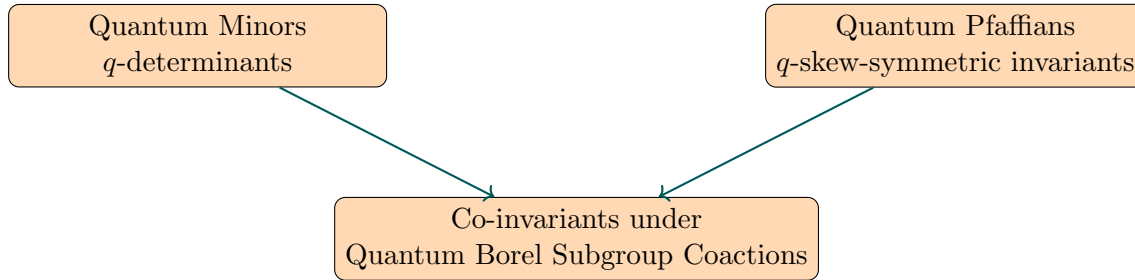 Quantum Minors
q-determinants
Quantum Pfaffians
q-skew-symmetric invariants
Co-invariants under
Quantum Borel Subgroup Coactions